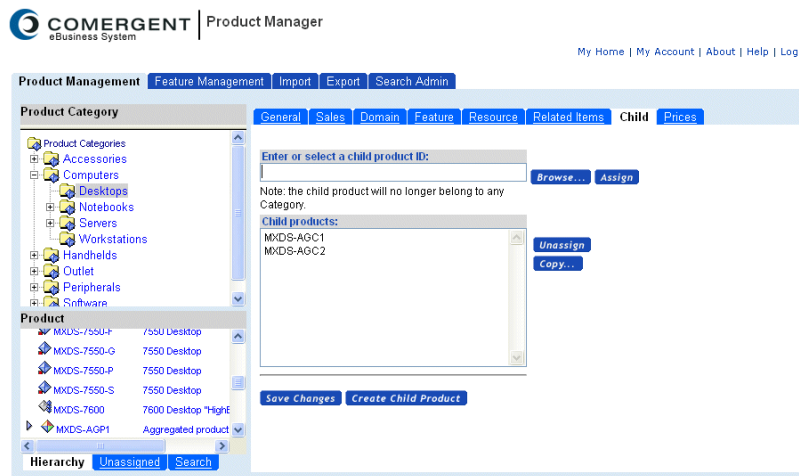 COMERGENT
eBusiness System
Product Manager
My Home | My Account | About | Help | Log
Product Management Feature Management Import Export Search Admin
Product Category
Product Categories
Accessories
Computers
Desktops
Notebooks
Servers
Workstations
Handhelds
Outlet
Peripherals
Software
Product
MXDS-7550-F 7550 Desktop
MXDS-7550-G 7550 Desktop
MXDS-7550-P 7550 Desktop
MXDS-7550-S 7550 Desktop
MXDS-7600 7600 Desktop "HighE
MXDS-AGP1 Aggregated product
Hierarchy Unassigned Search
General Sales Domain Feature Resource Related Items Child Prices
Enter or select a child product ID:
Browse... Assign
Note: the child product will no longer belong to any
Category.
Child products:
MXDS-AGC1
MXDS-AGC2
Unassign
Copy...
Save Changes Create Child Product